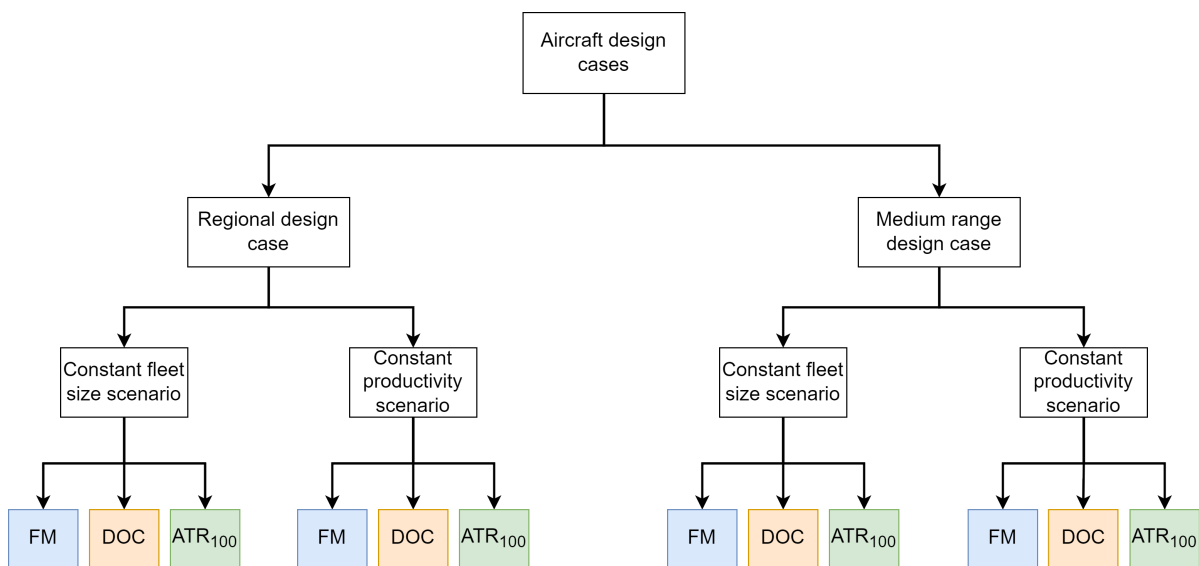 Aircraft design
cases
Regional design
case
Medium range
design case
Constant fleet
size scenario
Constant
productivity
scenario
Constant fleet
size scenario
Constant
productivity
scenario
FM
DOC
ATR₁₀₀
FM
DOC
ATR₁₀₀
FM
DOC
ATR₁₀₀
FM
DOC
ATR₁₀₀